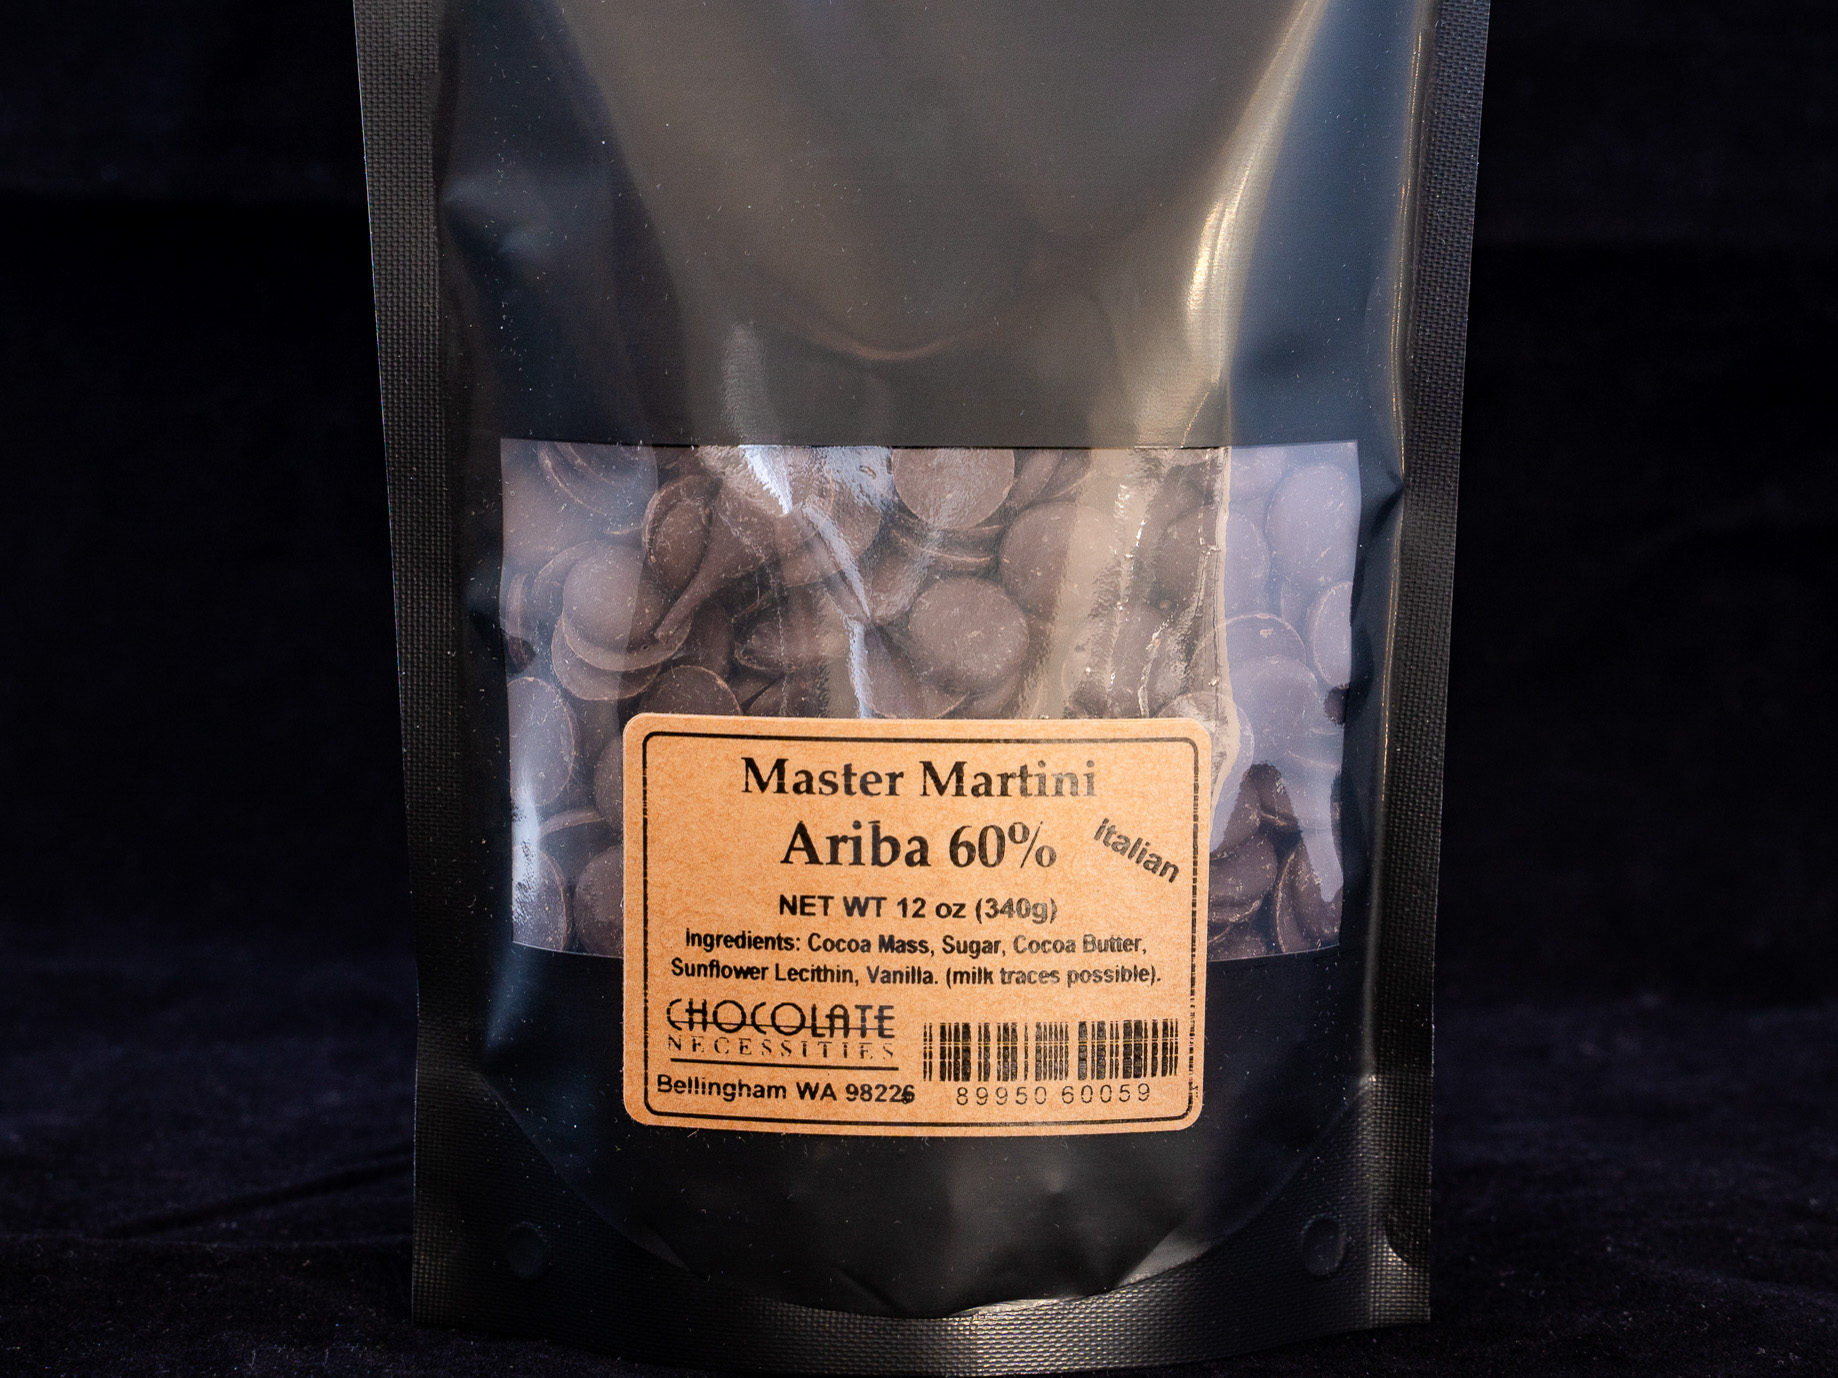 Master Martini
Ariba 60%
Italian
NET WT 12 oz (340g)
Ingredients: Cocoa Mass, Sugar, Cocoa Butter,
Sunflower Lecithin, Vanilla. (milk traces possible).
CHOCOLATE
NECESSITIES
Bellingham WA 98226
89950 60059